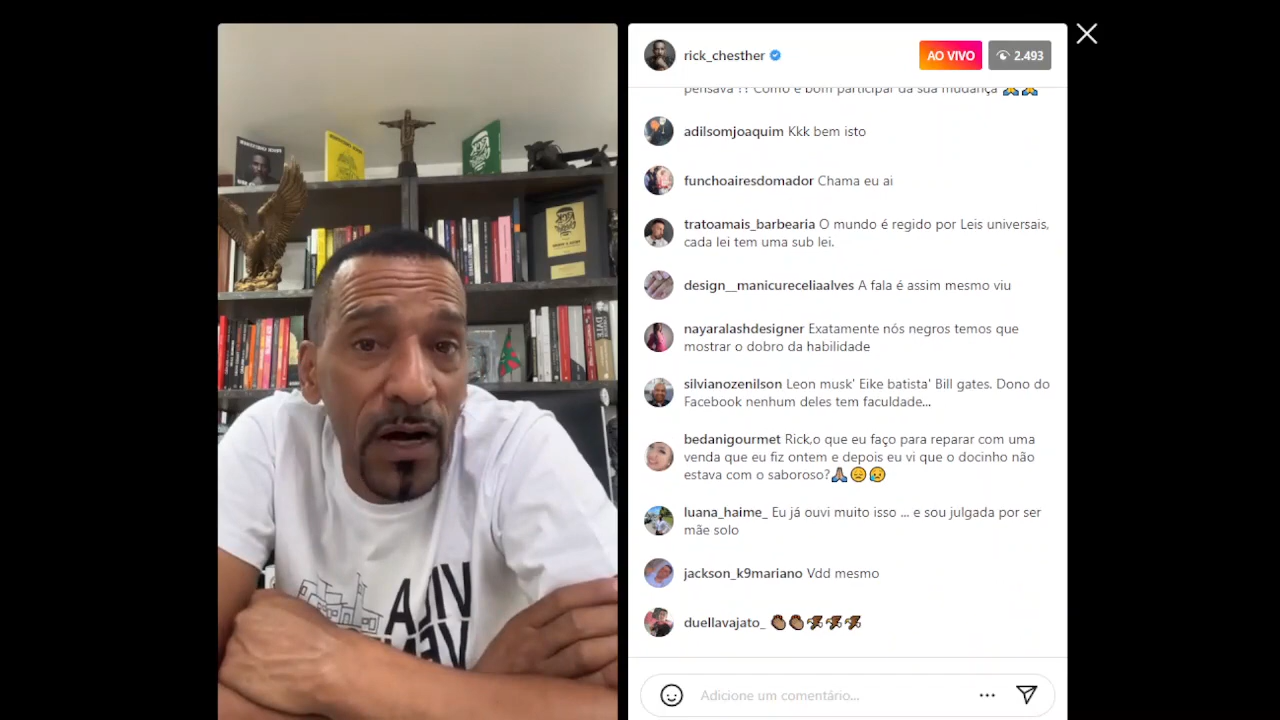 rick_chesther
AO VIVO
2.493
pensava !! Como é bom participar da sua mudança 🙏🙏
adilsomjoaquim Kkk bem isto
funchoairesdomador Chama eu ai
tratoamais_barbearia O mundo é regido por Leis universais,
cada lei tem uma sub lei.
design__manicureceliaalves A fala é assim mesmo viu
nayaralashdesigner Exatamente nós negros temos que
mostrar o dobro da habilidade
silvianozenilson Leon musk' Eike batista' Bill gates. Dono do
Facebook nenhum deles tem faculdade...
bedanigourmet Rick,o que eu faço para reparar com uma
venda que eu fiz ontem e depois eu vi que o docinho não
estava com o saboroso?🙏🏽😞😥
luana_haime_ Eu já ouvi muito isso ... e sou julgada por ser
mãe solo
jackson_k9mariano Vdd mesmo
duellavajato_
Adicione um comentário...
VILA